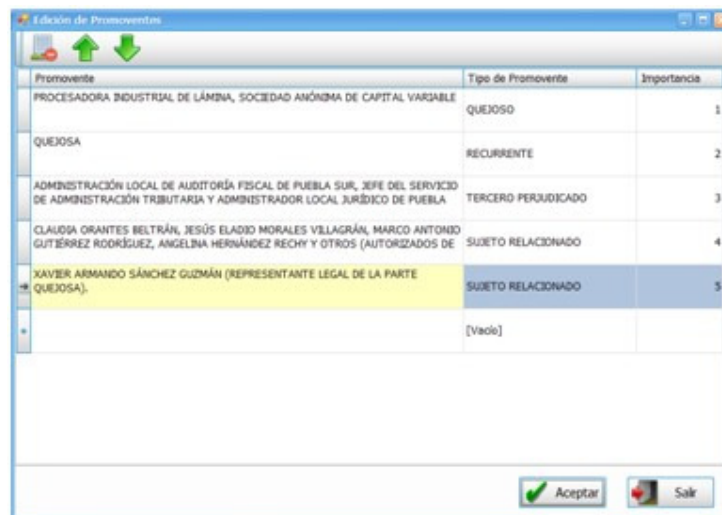 Edición de Promoventes
Promovente Tipo de Promovente Importancia
PROCESADORA INDUSTRIAL DE LÁMINA, SOCIEDAD ANÓNIMA DE CAPITAL VARIABLE
QUEJOSO 1
QUEJOSA
RECURRENTE 2
ADMINISTRACIÓN LOCAL DE AUDITORÍA FISCAL DE PUEBLA SUR, JEFE DEL SERVICIO
DE ADMINISTRACIÓN TRIBUTARIA Y ADMINISTRADOR LOCAL JURÍDICO DE PUEBLA
TERCERO PERJUDICADO 3
CLAUDIA ORANTES BELTRÁN, JESÚS ELADIO MORALES VILLAGRÁN, MARCO ANTONIO
GUTIÉRREZ RODRÍGUEZ, ANGELINA HERNÁNDEZ RECHY Y OTROS (AUTORIZADOS DE
SUJETO RELACIONADO 4
XAVIER ARMANDO SÁNCHEZ GUZMÁN (REPRESENTANTE LEGAL DE LA PARTE
QUEJOSA).
SUJETO RELACIONADO 5
[Vacío]
Aceptar Salir